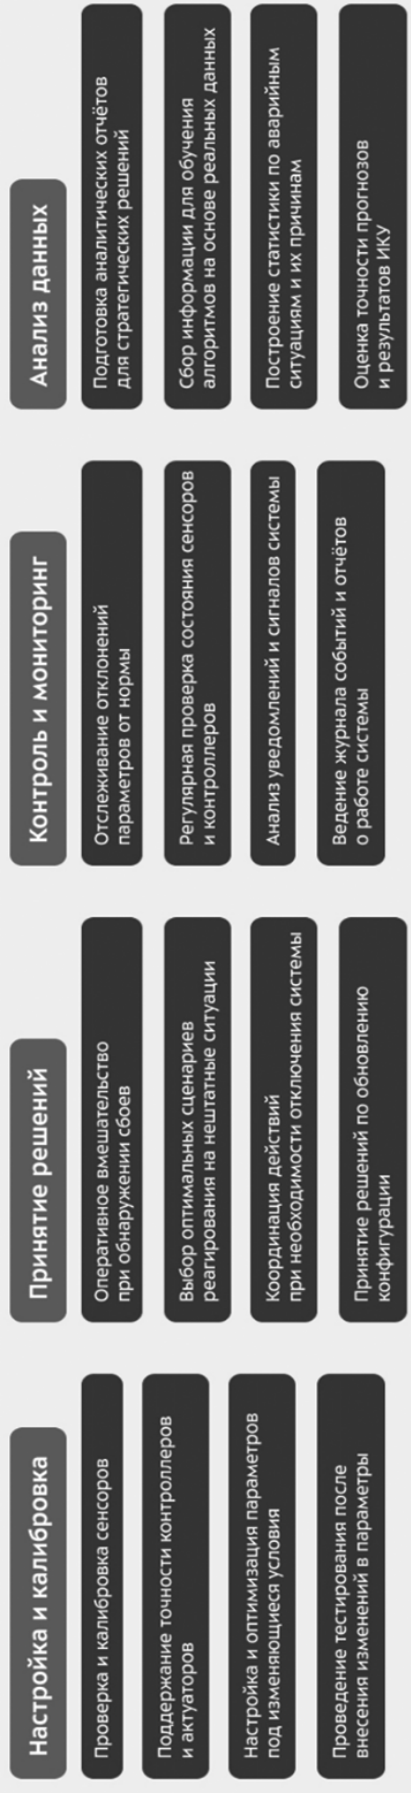 Настройка и калибровка
Проверка и калибровка сенсоров
Поддержание точности контроллеров
и актуаторов
Настройка и оптимизация параметров
под изменяющиеся условия
Проведение тестирования после
внесения изменений в параметры
Принятие решений
Оперативное вмешательство
при обнаружении сбоев
Выбор оптимальных сценариев
реагирования на нештатные ситуации
Координация действий
при необходимости отключения системы
Принятие решений по обновлению
конфигурации
Контроль и мониторинг
Отслеживание отклонений
параметров от нормы
Регулярная проверка состояния сенсоров
и контроллеров
Анализ уведомлений и сигналов системы
Ведение журнала событий и отчётов
о работе системы
Анализ данных
Подготовка аналитических отчётов
для стратегических решений
Сбор информации для обучения
алгоритмов на основе реальных данных
Построение статистики по аварийным
ситуациям и их причинам
Оценка точности прогнозов
и результатов ИКУ